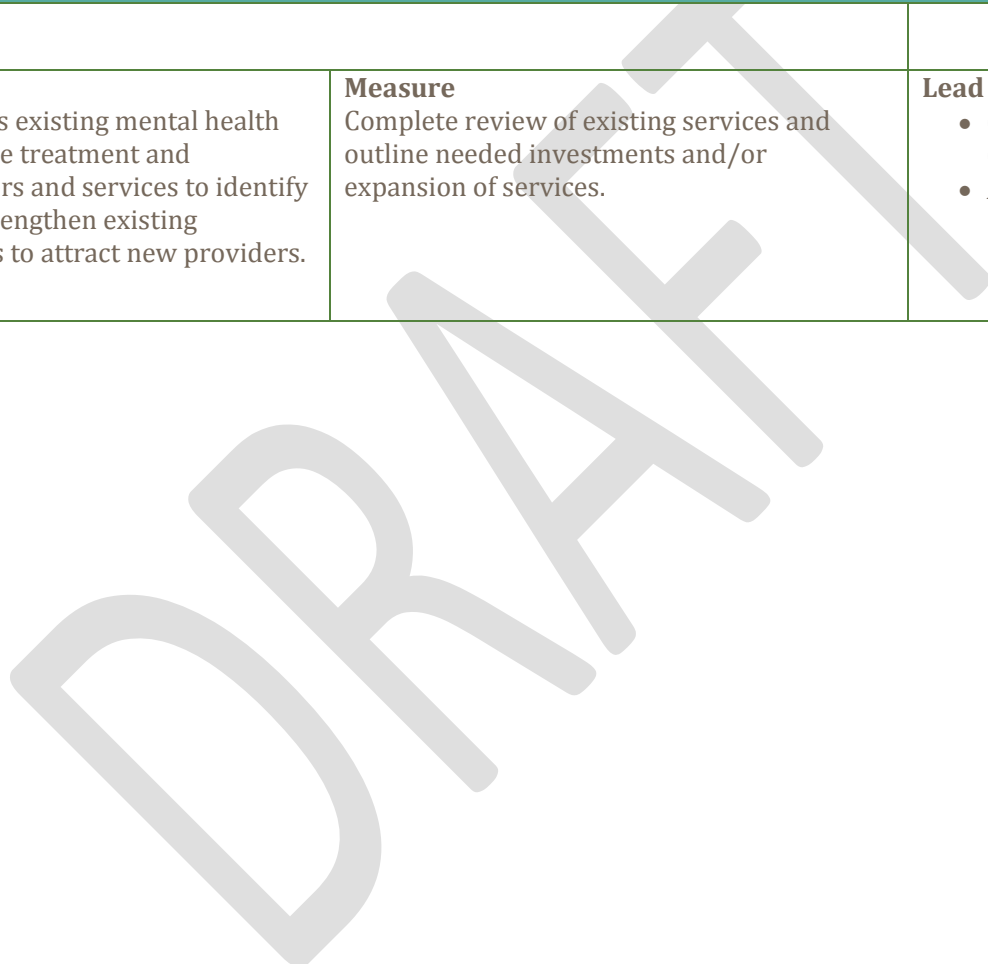 s existing mental health
e treatment and
rs and services to identify
engthen existing
s to attract new providers.
Measure
Complete review of existing services and
outline needed investments and/or
expansion of services.
Lead
•
•
DRAFT